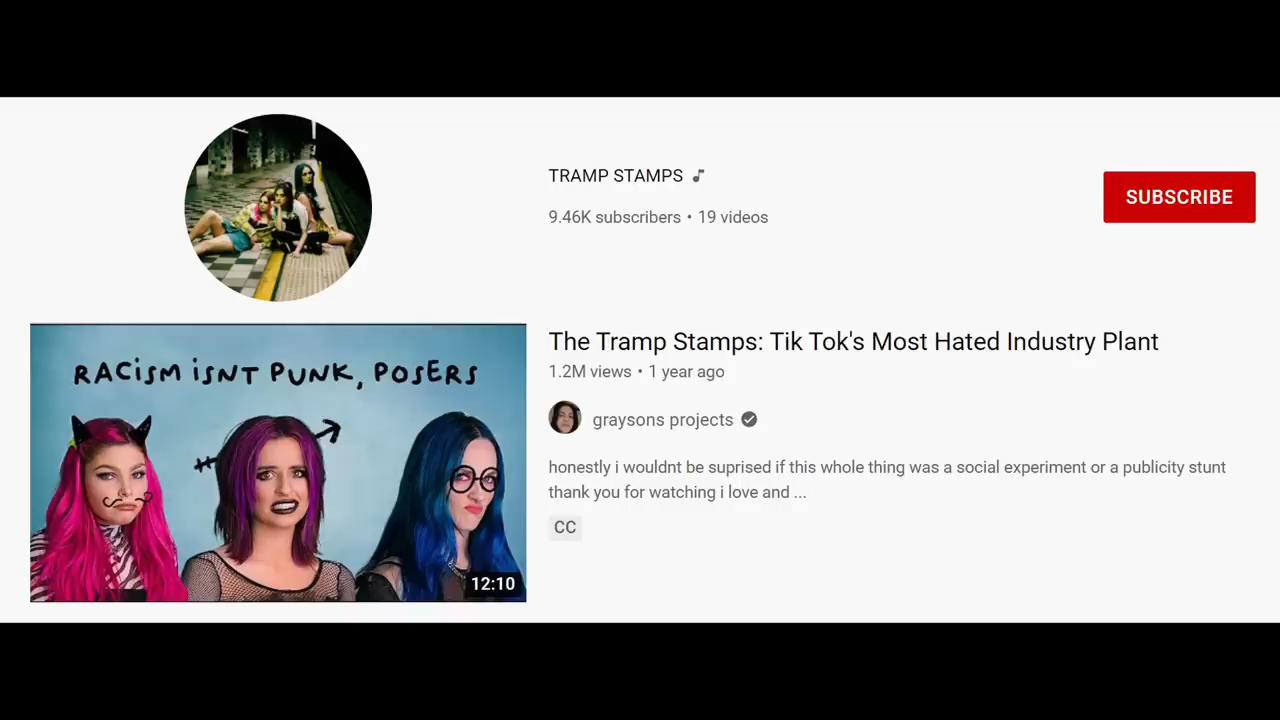 TRAMP STAMPS
9.46K subscribers • 19 videos
SUBSCRIBE
RACISM ISNT PUNK, POSERS
12:10
The Tramp Stamps: Tik Tok's Most Hated Industry Plant
1.2M views • 1 year ago
graysons projects
honestly i wouldnt be suprised if this whole thing was a social experiment or a publicity stunt
thank you for watching i love and ...
CC